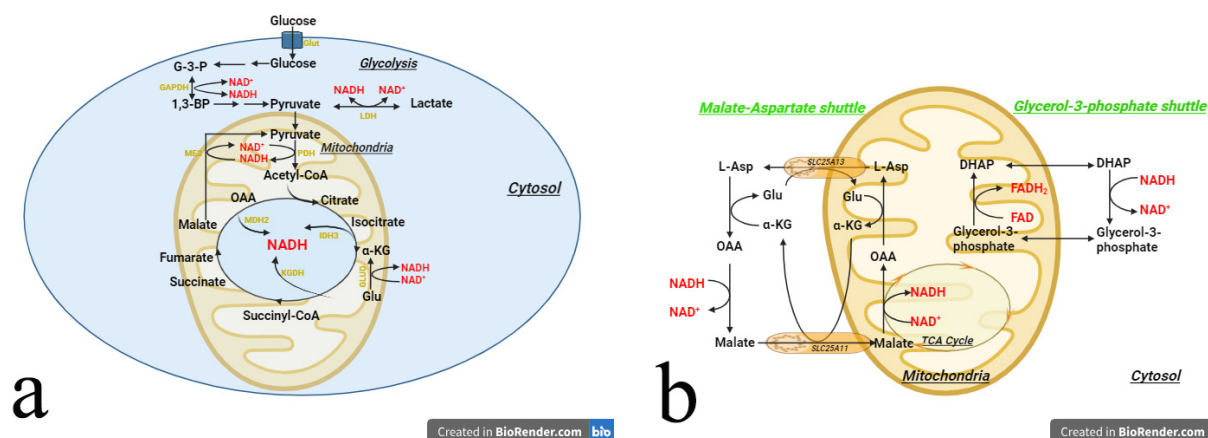 Glucose
Glut
G-3-P
Glucose
Glycolysis
GAPDH
NAD+
NADH
NADH
NAD+
1,3-BP
Pyruvate
Lactate
LDH
Pyruvate
Mitochondria
NAD+
NADH
PDH
Acetyl-CoA
Cytosol
OAA
Citrate
Malate
MDH2
Isocitrate
IDH3
NADH
α-KG
Fumarate
KGDH
NADH
NAD+
Succinate
Glu
Succinyl-CoA
a
Created in BioRender.com bio
Malate-Aspartate shuttle
Glycerol-3-phosphate shuttle
SLC25A13
L-Asp
L-Asp
DHAP
DHAP
Glu
Glu
FADH2
NADH
α-KG
α-KG
FAD
NAD+
OAA
Glycerol-3-
phosphate
Glycerol-3-
phosphate
OAA
NADH
NADH
NAD+
NAD+
Malate
SLC25A11
Malate
TCA Cycle
Mitochondria
Cytosol
b
Created in BioRender.com